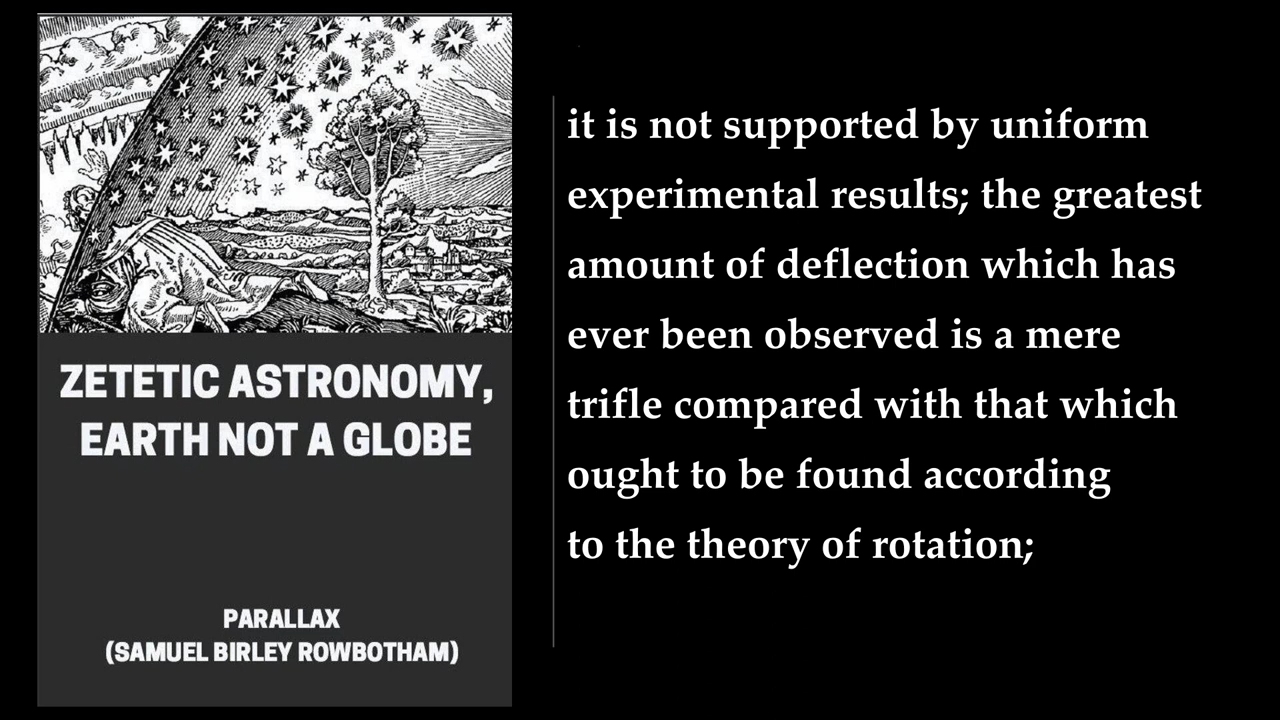 ZETETIC ASTRONOMY,
EARTH NOT A GLOBE
PARALLAX
(SAMUEL BIRLEY ROWBOTHAM)
it is not supported by uniform
experimental results; the greatest
amount of deflection which has
ever been observed is a mere
trifle compared with that which
ought to be found according
to the theory of rotation;